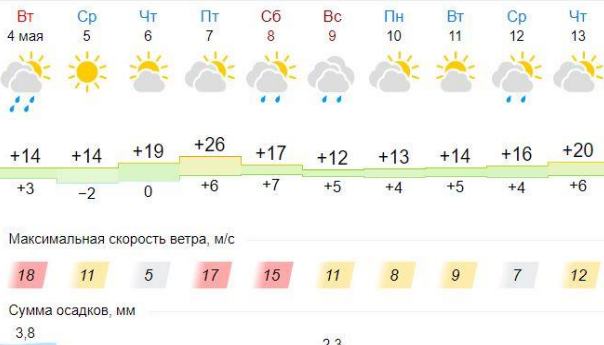 Вт Ср Чт Пт Сб Вс Пн Вт Ср Чт
4 мая 5 6 7 8 9 10 11 12 13
+14 +14 +19 +26 +17 +12 +13 +14 +16 +20
+3 −2 0 +6 +7 +5 +4 +5 +4 +6
Максимальная скорость ветра, м/с
18 11 5 17 15 11 8 9 7 12
Сумма осадков, мм
3,8 2,3